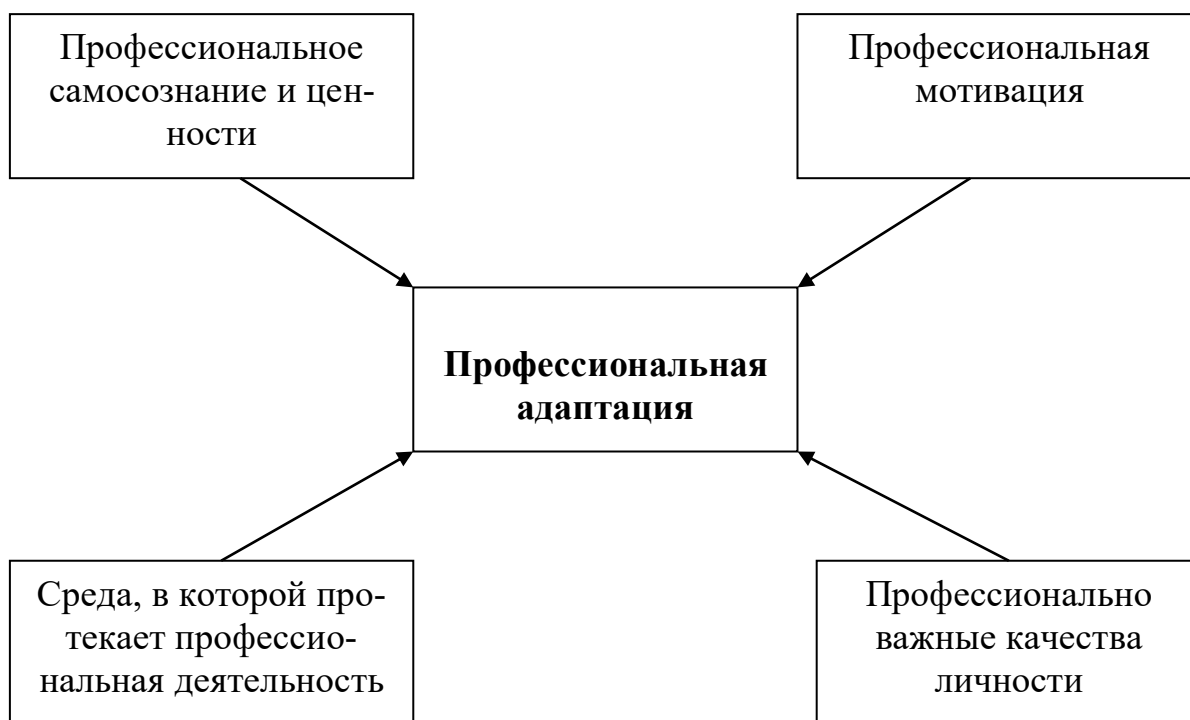 Профессиональное
самосознание и цен-
ности
Профессиональная
мотивация
Профессиональная
адаптация
Среда, в которой про-
текает профессио-
нальная деятельность
Профессионально
важные качества
личности